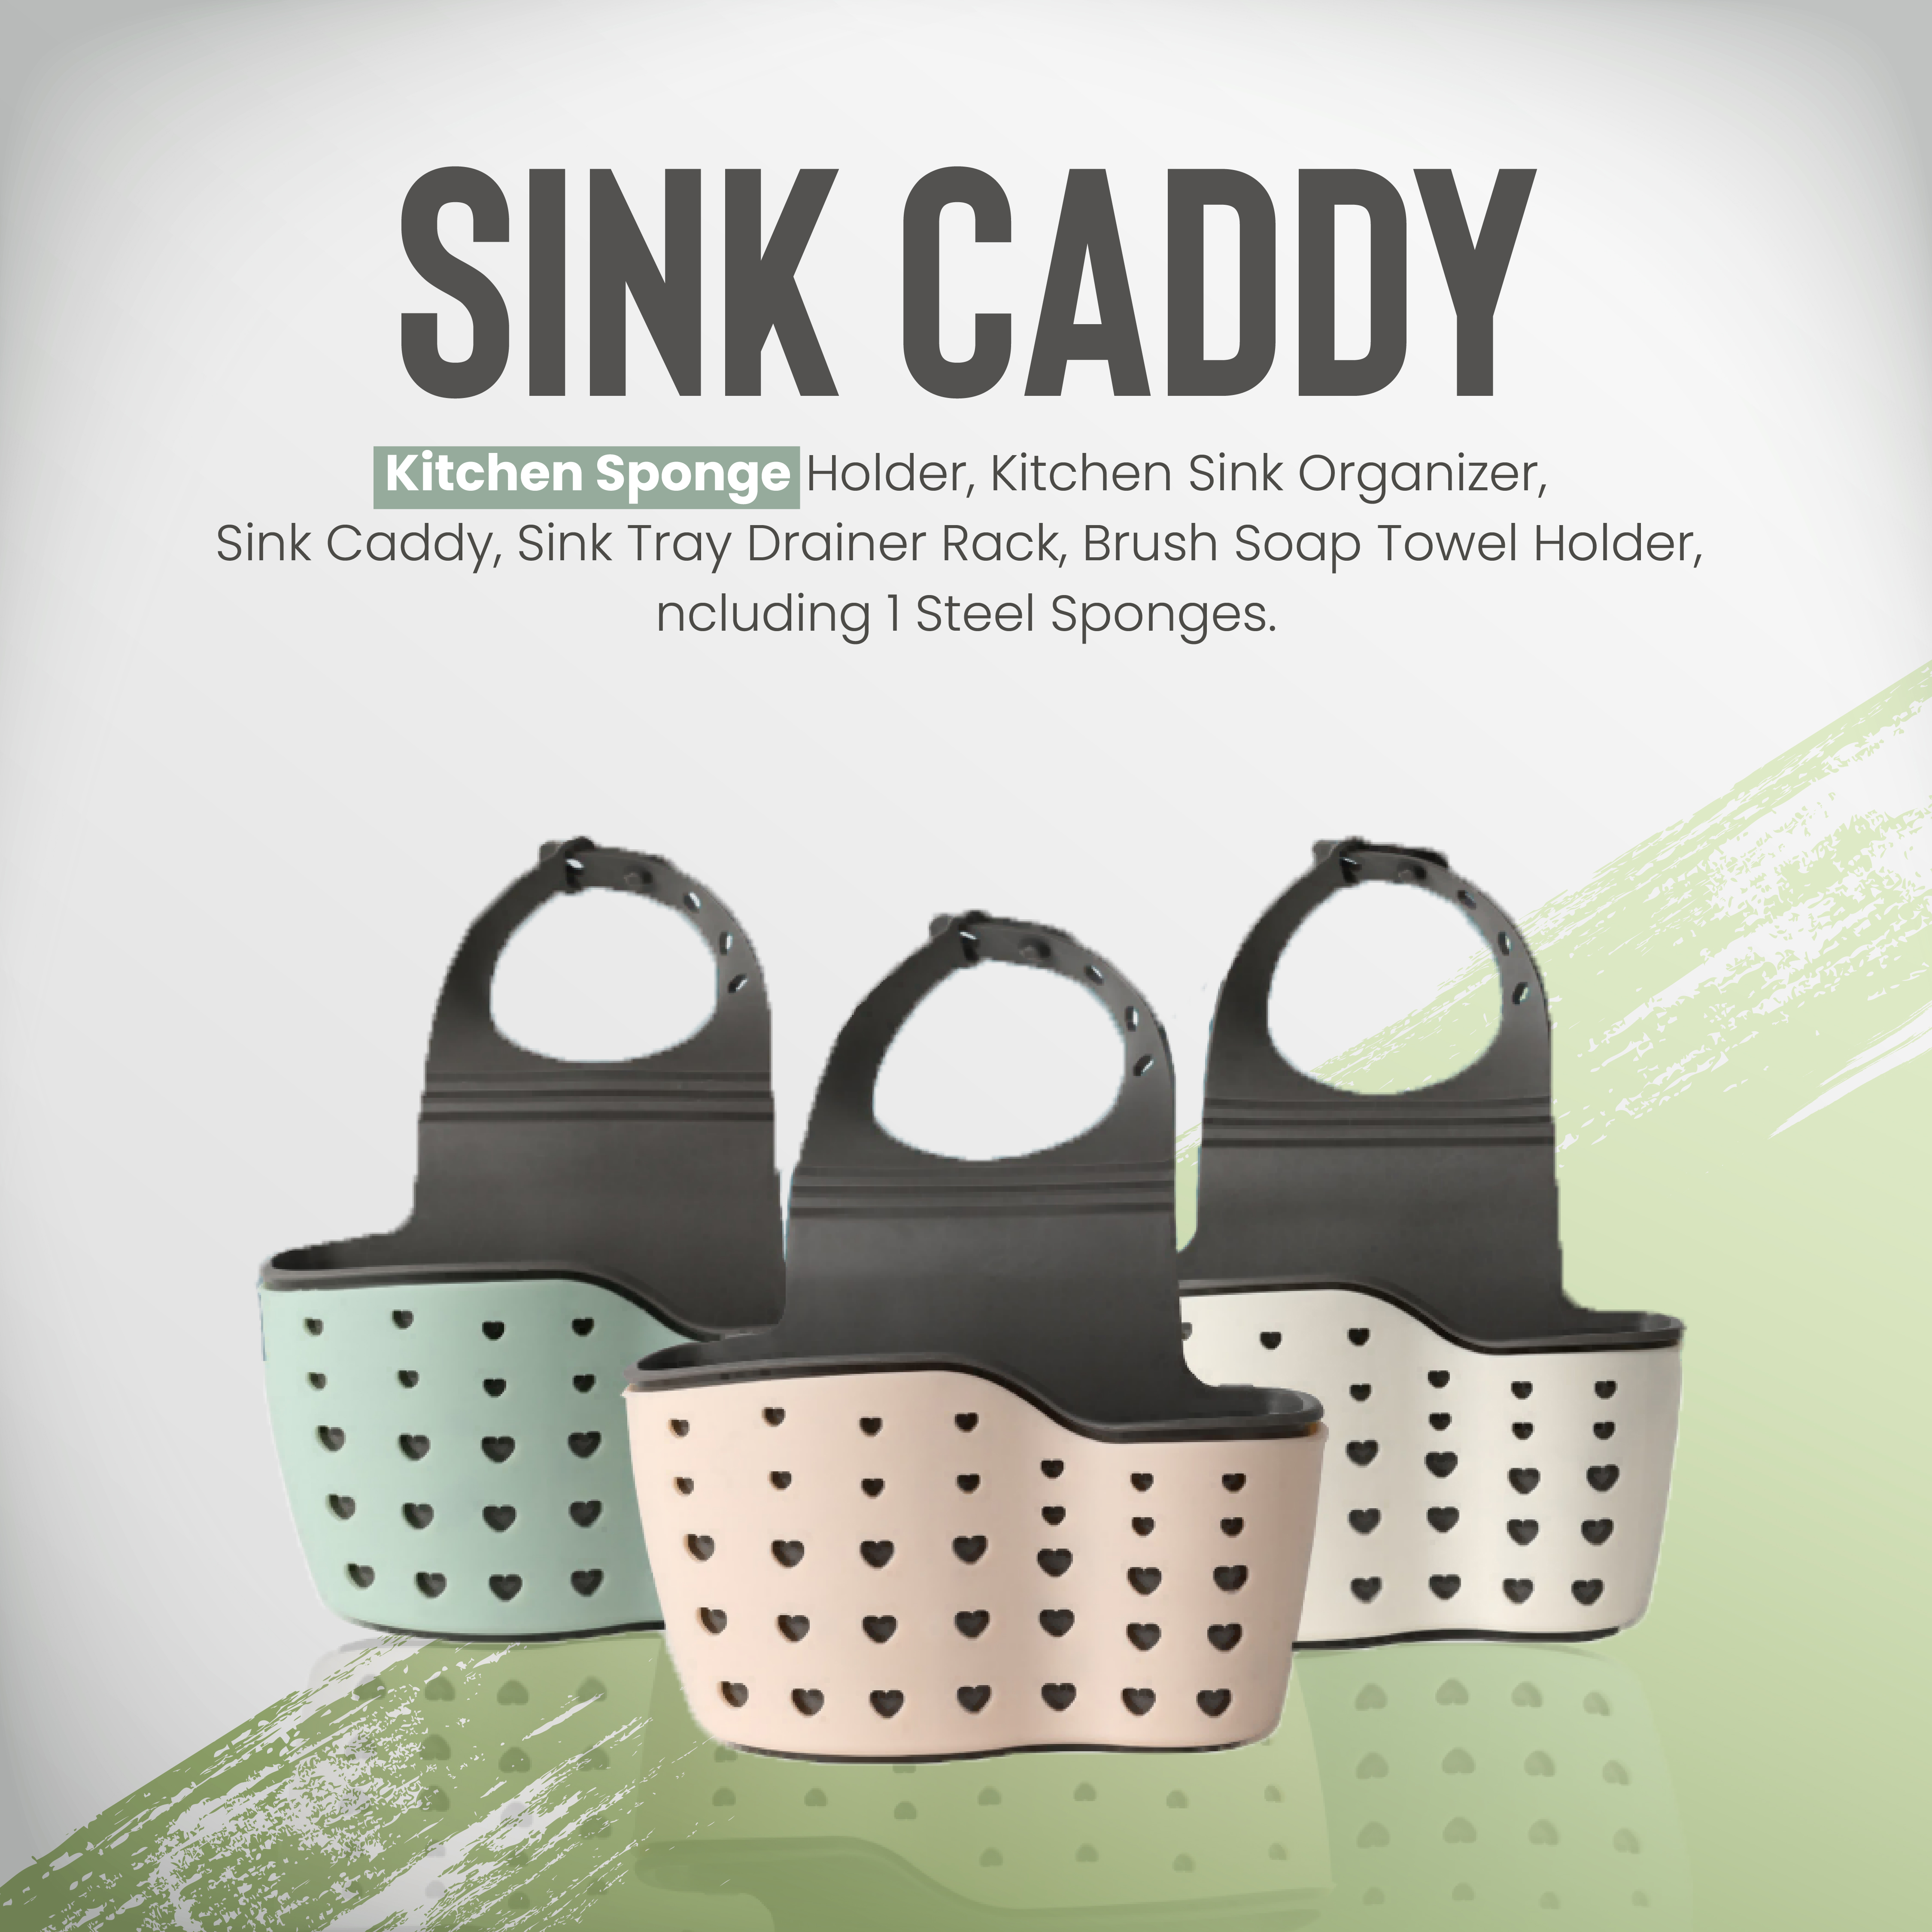 SINK CADDY
Kitchen Sponge Holder, Kitchen Sink Organizer,
Sink Caddy, Sink Tray Drainer Rack, Brush Soap Towel Holder,
ncluding 1 Steel Sponges.